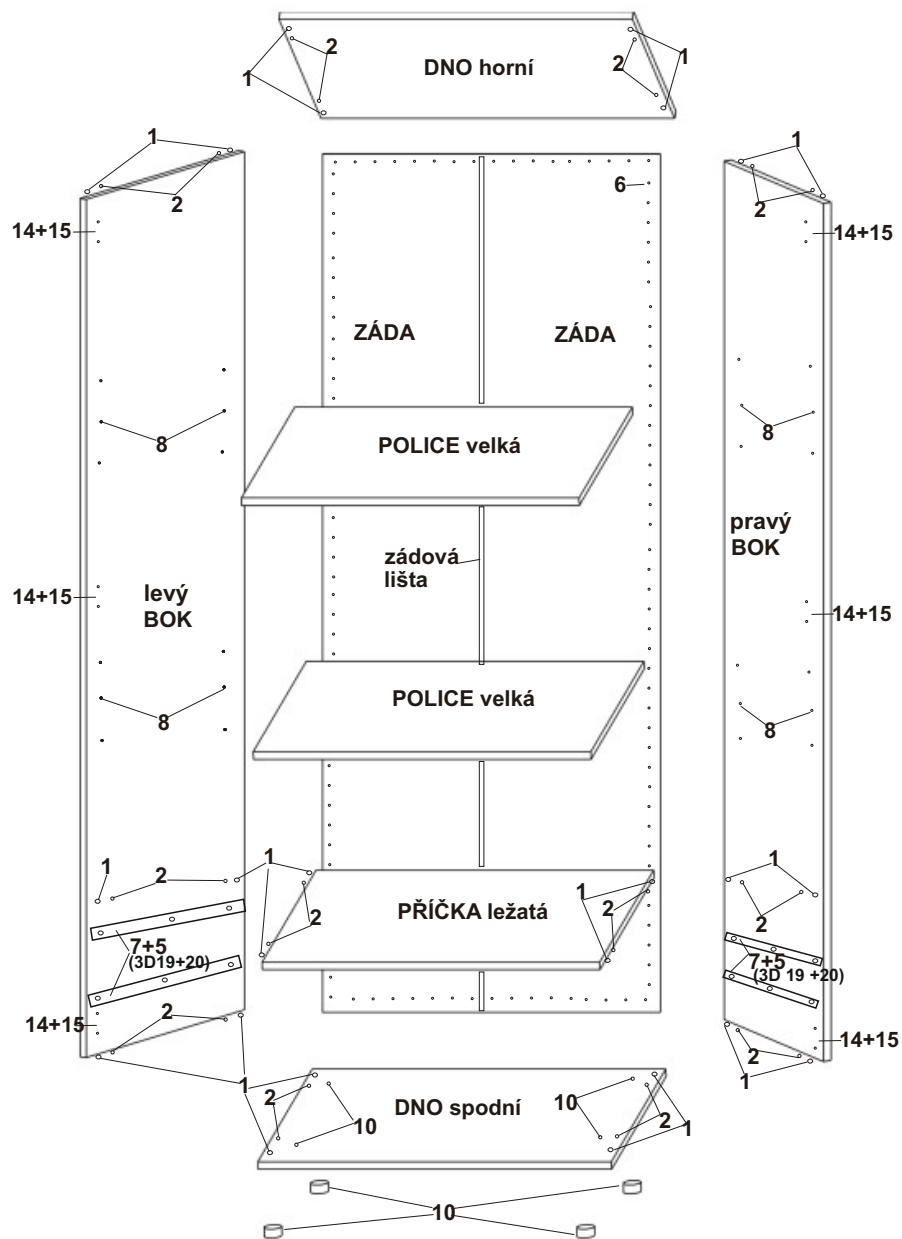 2
DNO horní
1
2
1
1
2
1
2
6
14+15
14+15
ZÁDA
ZÁDA
8
8
POLICE velká
pravý
BOK
zádová
lišta
14+15
levý
BOK
14+15
POLICE velká
8
8
1
2
1
1
1
2
2
PŘÍČKA ležatá
2
2
7+5
(3D19+20)
7+5
(3D 19 +20)
14+15
2
2
14+15
1
1
2
DNO spodní
10
10
2
1
10